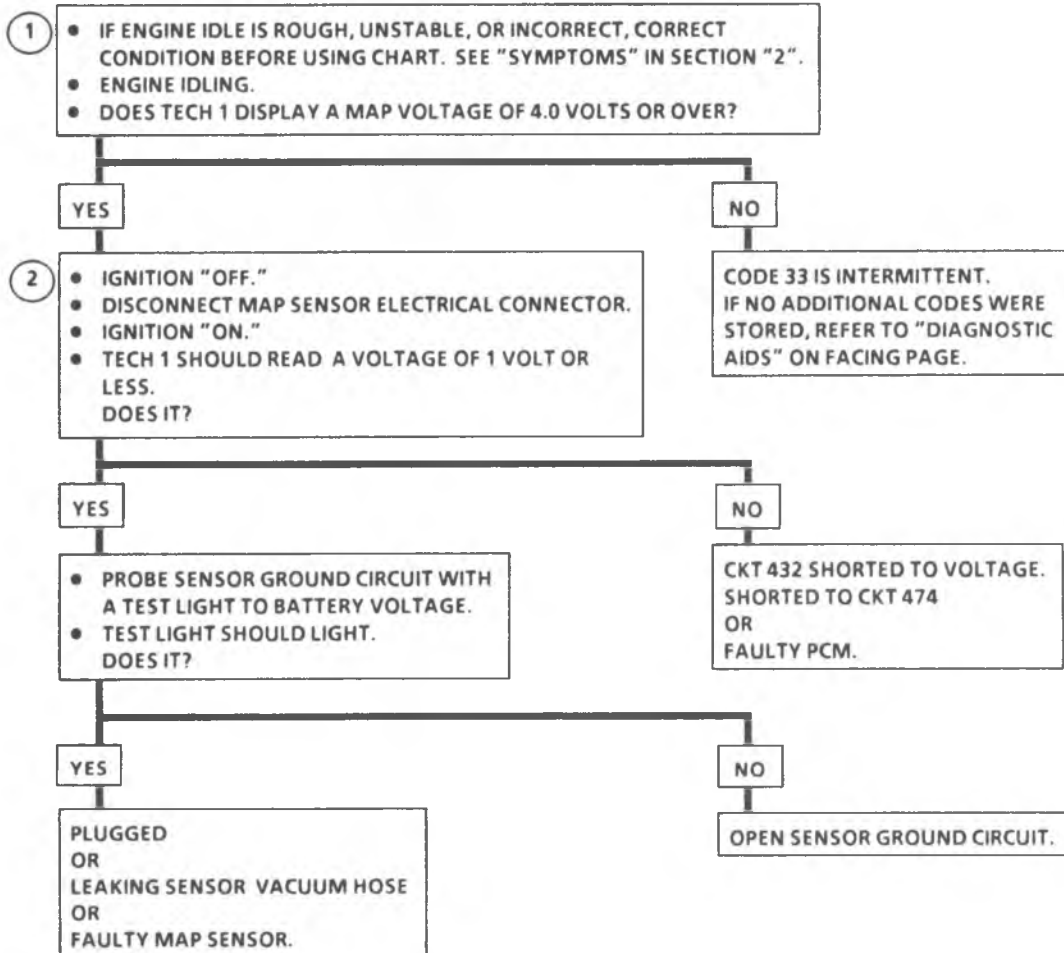 1
• IF ENGINE IDLE IS ROUGH, UNSTABLE, OR INCORRECT, CORRECT
CONDITION BEFORE USING CHART. SEE "SYMPTOMS" IN SECTION "2".
• ENGINE IDLING.
• DOES TECH 1 DISPLAY A MAP VOLTAGE OF 4.0 VOLTS OR OVER?
YES
NO
2
• IGNITION "OFF."
• DISCONNECT MAP SENSOR ELECTRICAL CONNECTOR.
• IGNITION "ON."
• TECH 1 SHOULD READ A VOLTAGE OF 1 VOLT OR
LESS.
DOES IT?
CODE 33 IS INTERMITTENT.
IF NO ADDITIONAL CODES WERE
STORED, REFER TO "DIAGNOSTIC
AIDS" ON FACING PAGE.
YES
NO
• PROBE SENSOR GROUND CIRCUIT WITH
A TEST LIGHT TO BATTERY VOLTAGE.
• TEST LIGHT SHOULD LIGHT.
DOES IT?
CKT 432 SHORTED TO VOLTAGE.
SHORTED TO CKT 474
OR
FAULTY PCM.
YES
NO
PLUGGED
OR
LEAKING SENSOR VACUUM HOSE
OR
FAULTY MAP SENSOR.
OPEN SENSOR GROUND CIRCUIT.